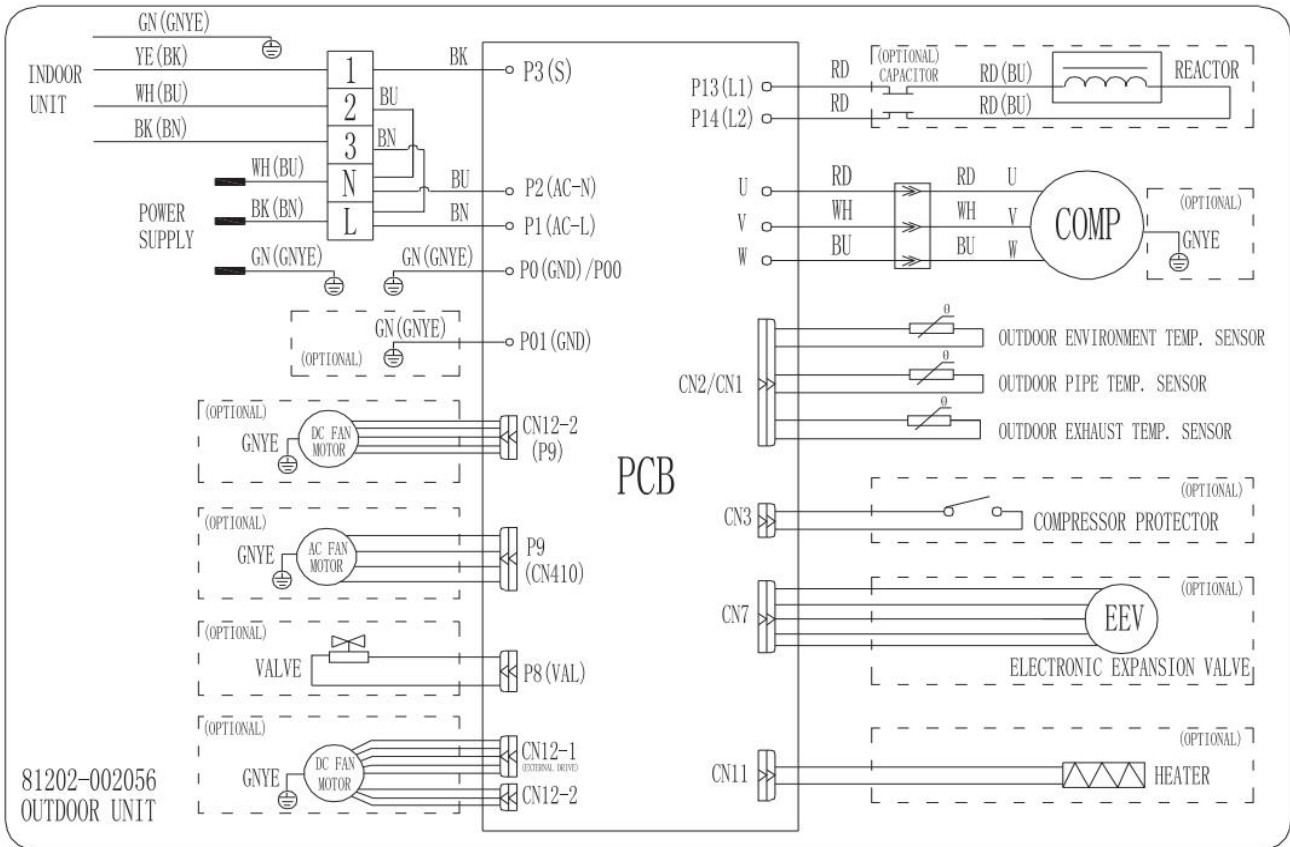 GN(GNYE)
YE(BK)
INDOOR
UNIT
WH(BU)
BK(BN)
1
2
3
N
L
BK
BU
BN
BU
BN
P3(S)
P2(AC-N)
P1(AC-L)
WH(BU)
POWER
SUPPLY
BK(BN)
GN(GNYE)
GN(GNYE)
P0(GND)/P00
GN(GNYE)
(OPTIONAL)
P01(GND)
(OPTIONAL)
GNYE
DC FAN
MOTOR
CN12-2
(P9)
(OPTIONAL)
GNYE
AC FAN
MOTOR
P9
(CN410)
(OPTIONAL)
VALVE
P8(VAL)
(OPTIONAL)
GNYE
DC FAN
MOTOR
CN12-1
(EXTERNAL DRIVE)
CN12-2
81202-002056
OUTDOOR UNIT
PCB
P13(L1)
P14(L2)
RD
RD
(OPTIONAL)
CAPACITOR
RD(BU)
RD(BU)
REACTOR
U
V
W
RD
WH
BU
RD
WH
BU
U
V
W
COMP
(OPTIONAL)
GNYE
CN2/CN1
θ
OUTDOOR ENVIRONMENT TEMP. SENSOR
θ
OUTDOOR PIPE TEMP. SENSOR
θ
OUTDOOR EXHAUST TEMP. SENSOR
CN3
(OPTIONAL)
COMPRESSOR PROTECTOR
CN7
(OPTIONAL)
EEV
ELECTRONIC EXPANSION VALVE
CN11
(OPTIONAL)
HEATER